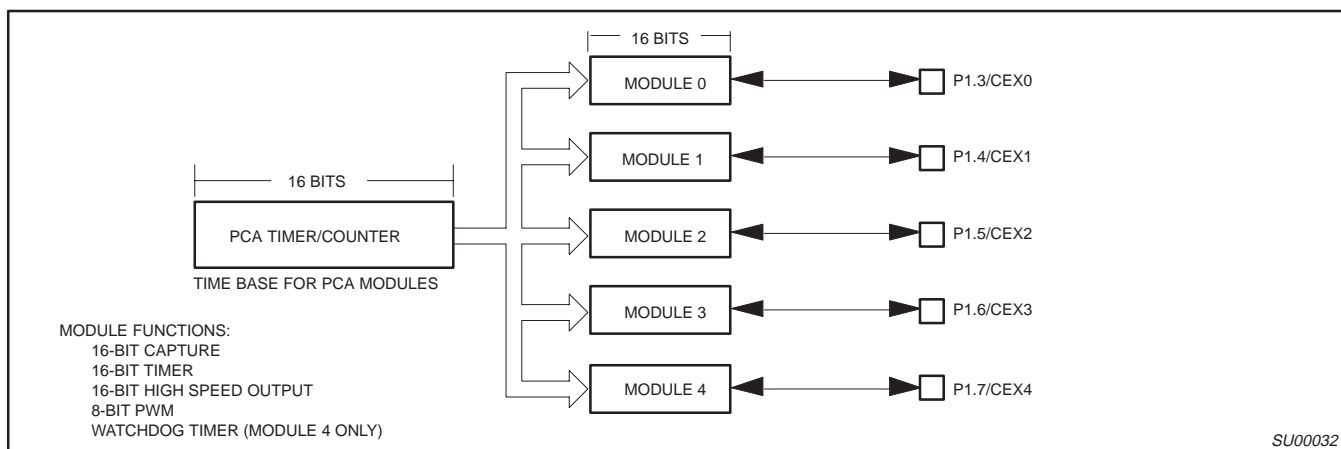 16 BITS
MODULE 0
P1.3/CEX0
MODULE 1
P1.4/CEX1
16 BITS
PCA TIMER/COUNTER
MODULE 2
P1.5/CEX2
TIME BASE FOR PCA MODULES
MODULE 3
P1.6/CEX3
MODULE FUNCTIONS:
16-BIT CAPTURE
16-BIT TIMER
16-BIT HIGH SPEED OUTPUT
8-BIT PWM
WATCHDOG TIMER (MODULE 4 ONLY)
MODULE 4
P1.7/CEX4
SU00032